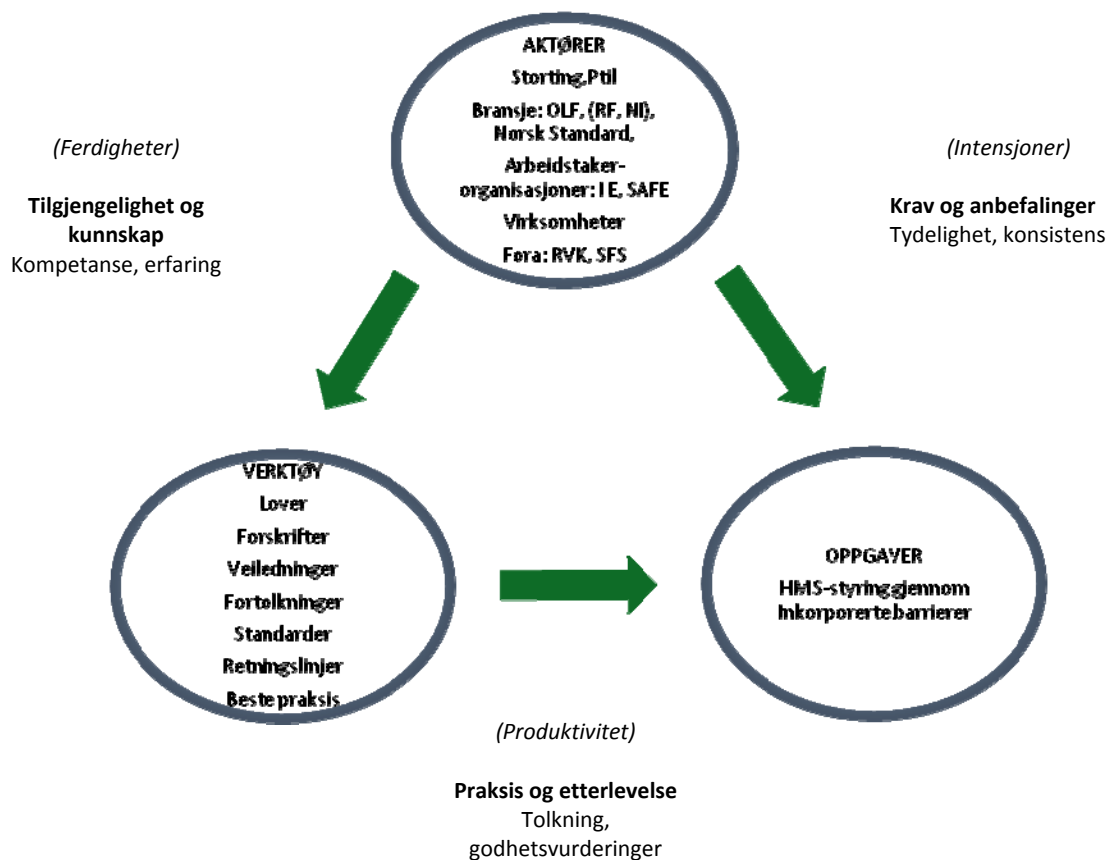 AKTØRER
Storting,Ptil
Bransje: OLF, (RF, NI),
Norsk Standard,
Arbeidstaker-
organisasjoner: I E, SAFE
Virksomheter
Fora: RVK, SFS
(Ferdigheter)
Tilgjengelighet og
kunnskap
Kompetanse, erfaring
(Intensjoner)
Krav og anbefalinger
Tydelighet, konsistens
VERKTØY
Lover
Forskrifter
Veiledninger
Fortolkninger
Standarder
Retningslinjer
Beste praksis
OPPGAVER
HMS-styring gjennom
Inkorporerte barrierer
(Produktivitet)
Praksis og etterlevelse
Tolkning,
godhetsvurderinger